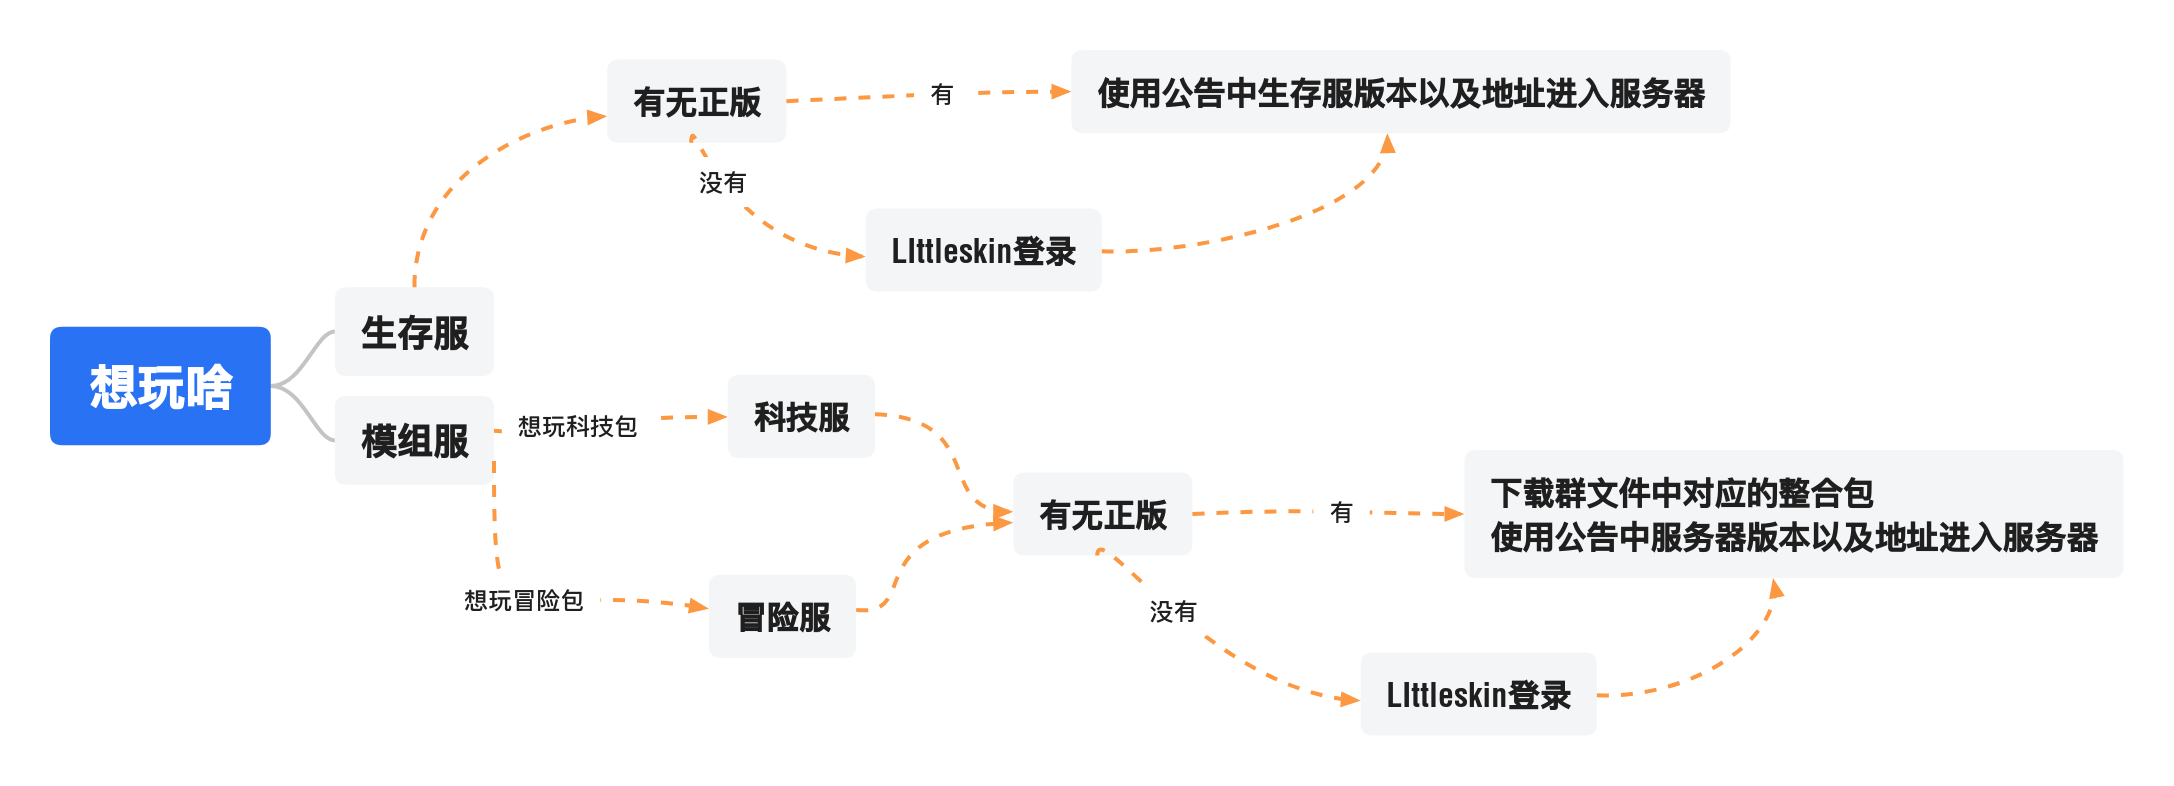 想玩啥
生存服
有无正版
有
使用公告中生存服版本以及地址进入服务器
没有
LIttleskin登录
模组服
想玩科技包
科技服
想玩冒险包
冒险服
有无正版
有
下载群文件中对应的整合包
使用公告中服务器版本以及地址进入服务器
没有
LIttleskin登录